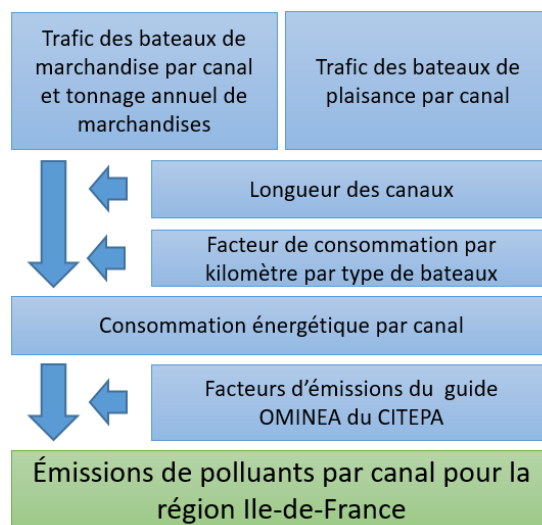 Trafic des bateaux de
marchandise par canal
et tonnage annuel de
marchandises
Trafic des bateaux de
plaisance par canal
Longueur des canaux
Facteur de consommation par
kilomètre par type de bateaux
Consommation énergétique par canal
Facteurs d’émissions du guide
OMINEA du CITEPA
Émissions de polluants par canal pour la
région Ile-de-France